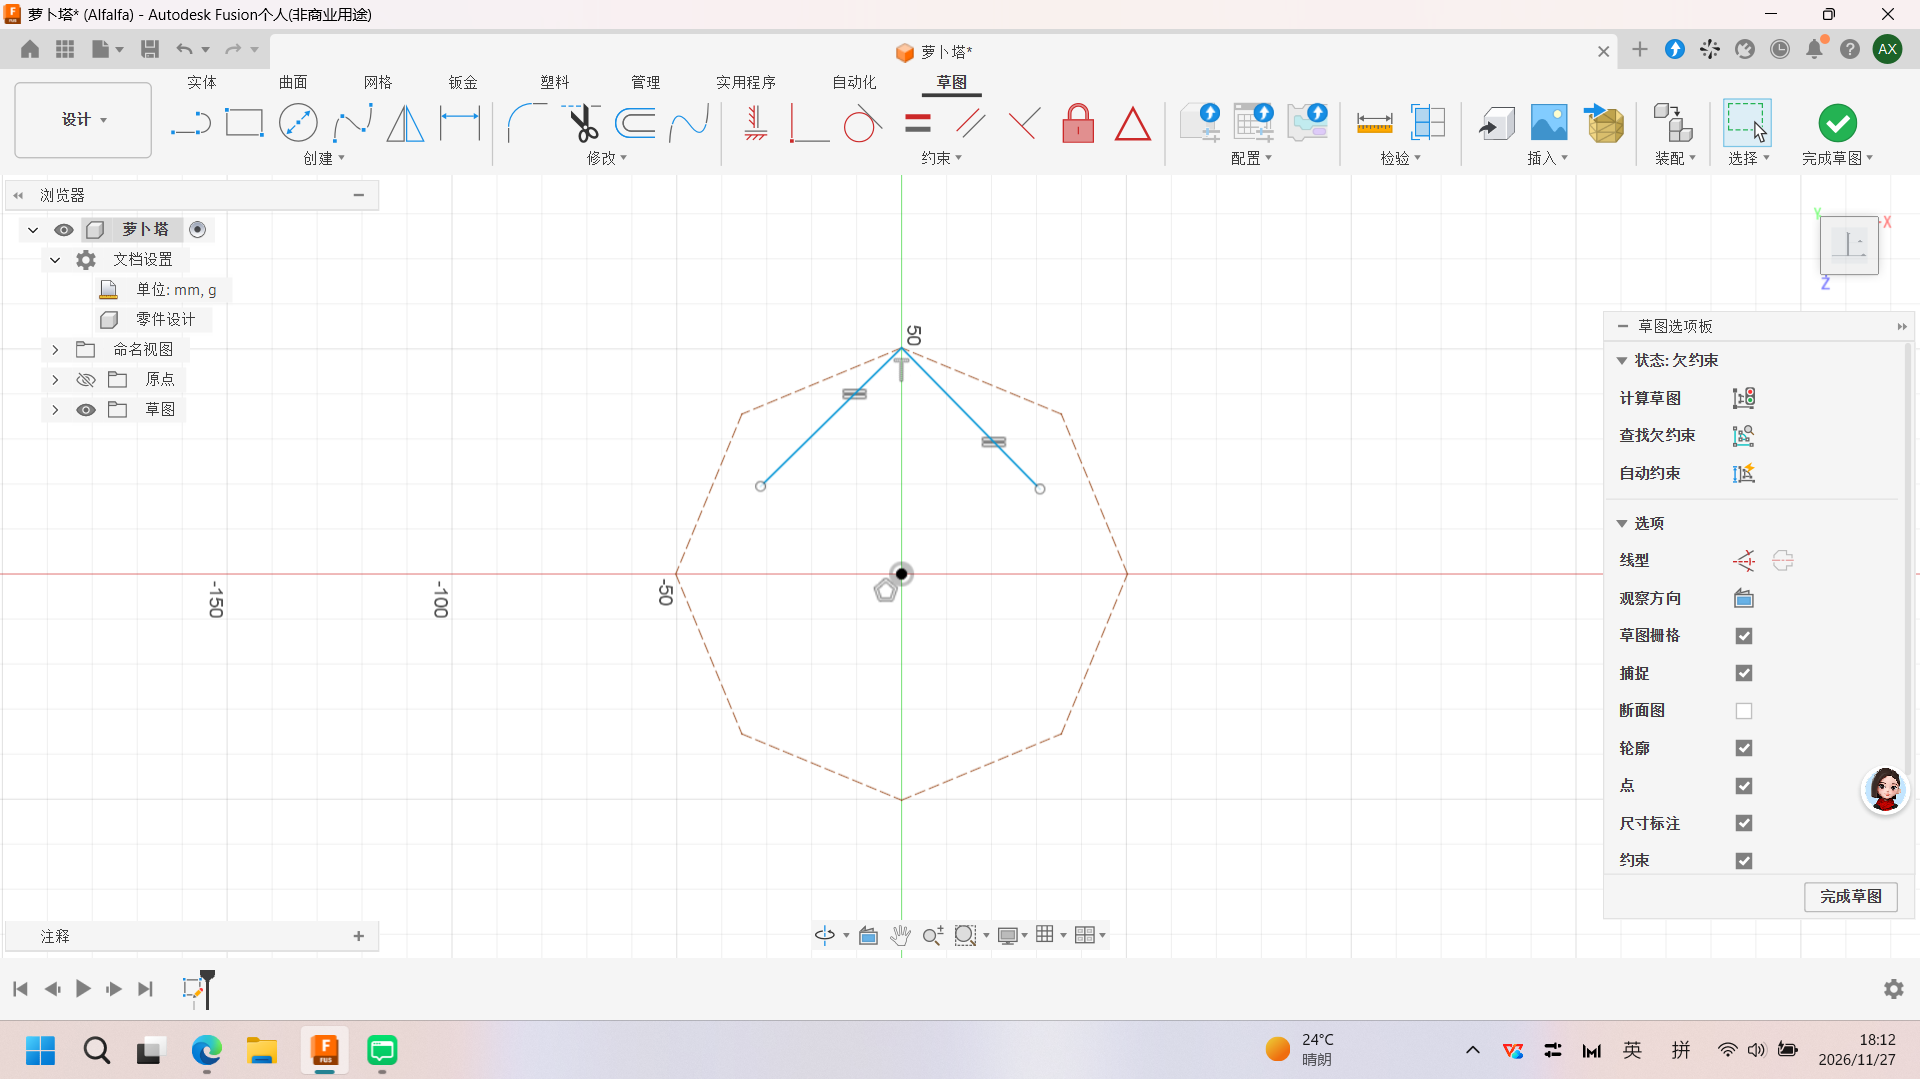 萝卜塔* (Alfalfa) - Autodesk Fusion个人(非商业用途)
萝卜塔*
AX
实体 曲面 网格 钣金 塑料 管理 实用程序 自动化 草图
设计
创建 修改 约束 配置 检验 插入 装配 选择 完成草图
浏览器
萝卜塔
文档设置
单位: mm, g
零件设计
命名视图
原点
草图
Y
-X
Z
50
-150
-100
-50
草图选项板
状态: 欠约束
计算草图
查找欠约束
自动约束
选项
线型
观察方向
草图栅格
捕捉
断面图
轮廓
点
尺寸标注
约束
完成草图
注释
FUS
24°C
晴朗
英
拼
18:12
2026/11/27